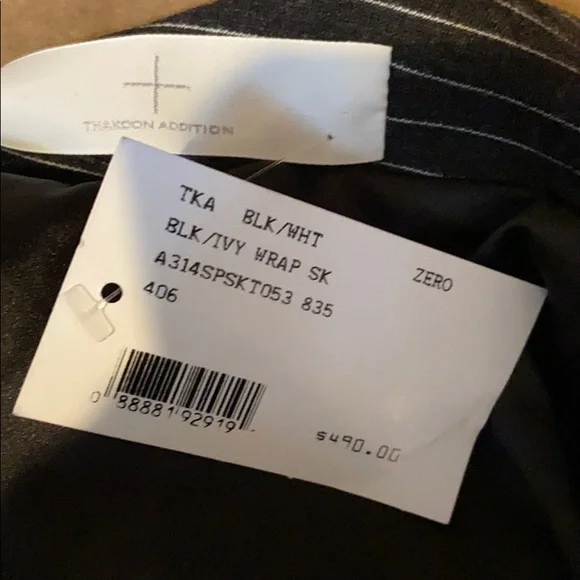 THAKOON ADDITION
TKA BLK/WHT ZERO
BLK/IVY WRAP SK
A314SPSKT053 835
406
0 88881 92919
$490.00